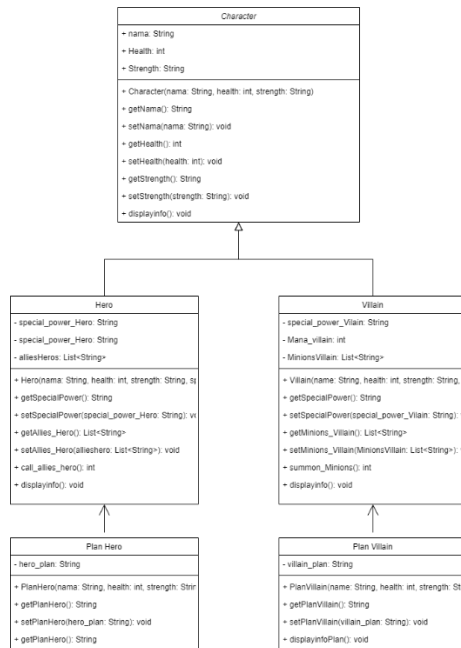 Character
+ nama: String
+ Health: int
+ Strength: String
+ Character(nama: String, health: int, strength: String)
+ getNama(): String
+ setNama(nama: String): void
+ getHealth(): int
+ setHealth(health: int): void
+ getStrength(): String
+ setStrength(strength: String): void
+ displayinfo(): void
Hero
- special_power_Hero: String
- special_power_Hero: String
- alliesHeros: List<String>
+ Hero(nama: String, health: int, strength: String,
+ getSpecialPower(): String
+ setSpecialPower(special_power_Hero: String):
+ getAllies_Hero(): List<String>
+ setAllies_Hero(allieshero: List<String>): void
+ call_allies_hero(): int
+ displayinfo(): void
Villain
- special_power_Vilain: String
- Mana_villain: int
- MinionsVillain: List<String>
+ Villain(name: String, health: int, strength: String,
+ getSpecialPower(): String
+ setSpecialPower(special_power_Vilain: String):
+ getMinions_Villain(): List<String>
+ setMinions_Villain(MinionsVillain: List<String>):
+ summon_Minions(): int
+ displayinfo(): void
Plan Hero
- hero_plan: String
+ PlanHero(nama: String, health: int, strength:
+ getPlanHero(): String
+ setPlanHero(hero_plan: String): void
+ getPlanHero(): String
Plan Villain
- villain_plan: String
+ PlanVillain(name: String, health: int, strength:
+ getPlanVillain(): String
+ setPlanVillain(villain_plan: String): void
+ displayinfoPlan(): void